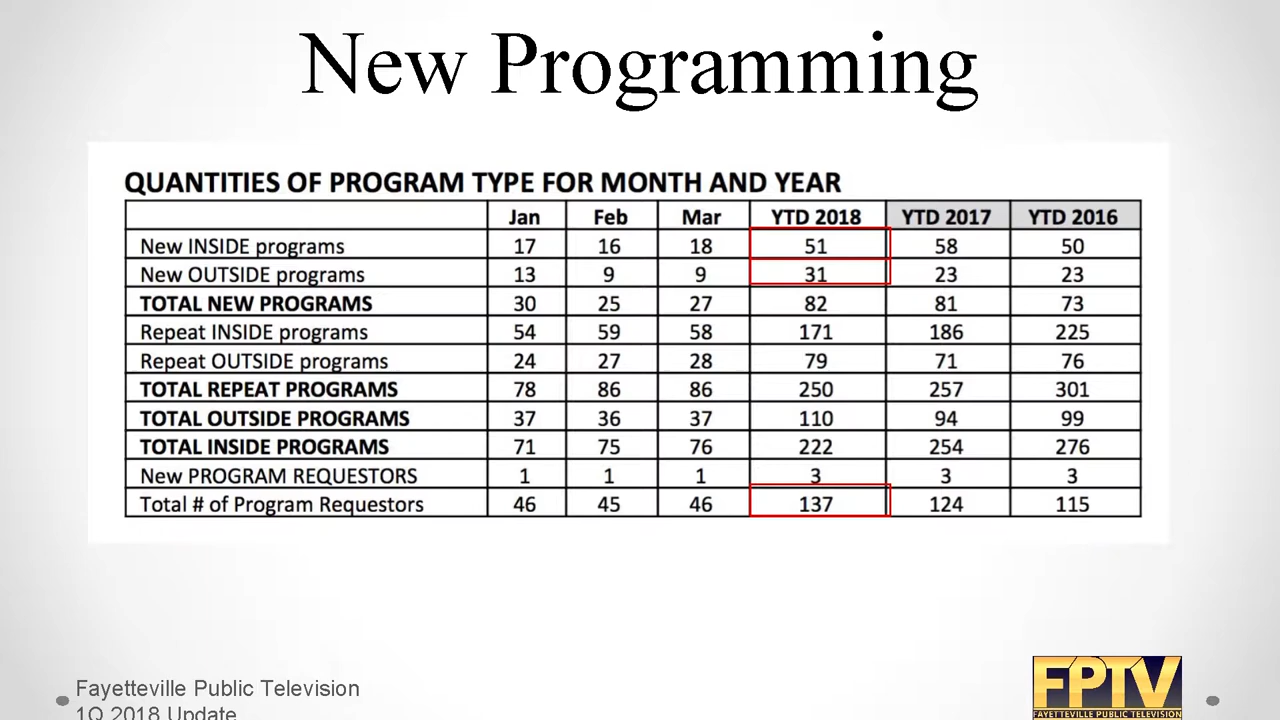 New Programming
QUANTITIES OF PROGRAM TYPE FOR MONTH AND YEAR
Jan Feb Mar YTD 2018 YTD 2017 YTD 2016
New INSIDE programs 17 16 18 51 58 50
New OUTSIDE programs 13 9 9 31 23 23
TOTAL NEW PROGRAMS 30 25 27 82 81 73
Repeat INSIDE programs 54 59 58 171 186 225
Repeat OUTSIDE programs 24 27 28 79 71 76
TOTAL REPEAT PROGRAMS 78 86 86 250 257 301
TOTAL OUTSIDE PROGRAMS 37 36 37 110 94 99
TOTAL INSIDE PROGRAMS 71 75 76 222 254 276
New PROGRAM REQUESTORS 1 1 1 3 3 3
Total # of Program Requestors 46 45 46 137 124 115
Fayetteville Public Television
1Q 2018 Update
FPTV
FAYETTEVILLE PUBLIC TELEVISION